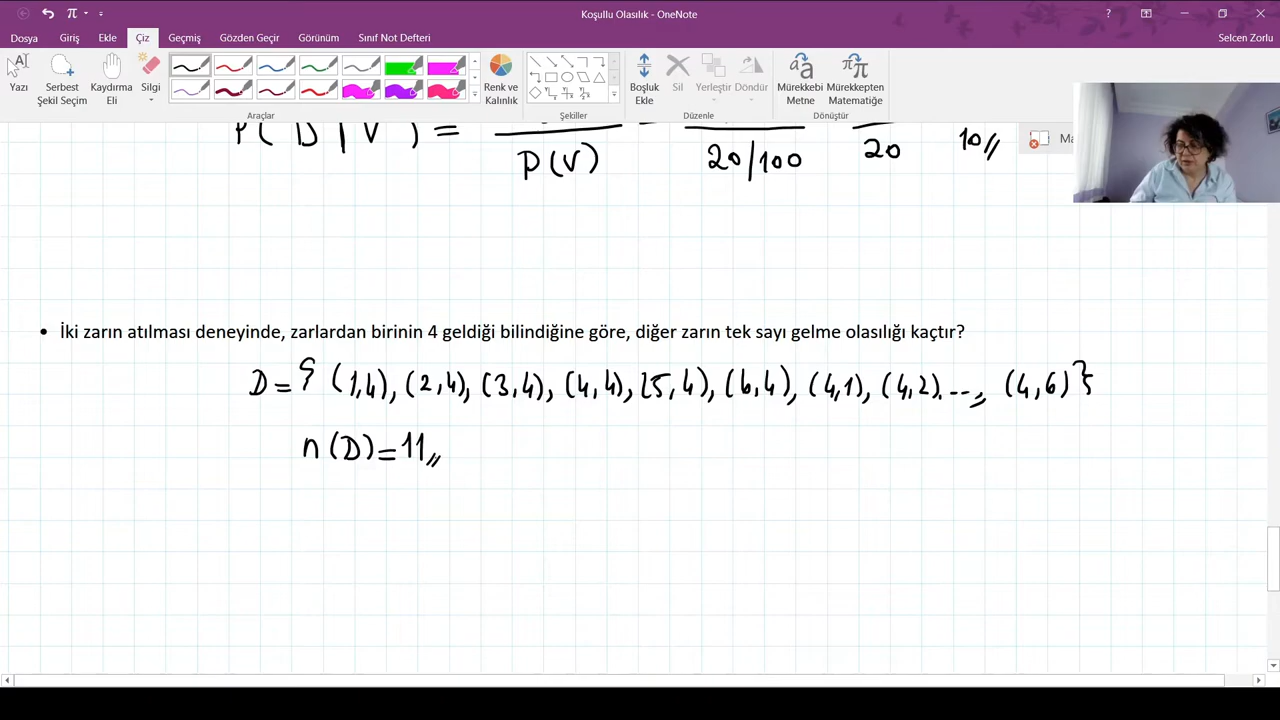 Koşullu Olasılık - OneNote
Dosya Giriş Ekle Çiz Geçmiş Gözden Geçir Görünüm Sınıf Not Defteri Selcen Zorlu
Yazı
Serbest Şekil Seçim
Kaydırma Eli
Silgi
Renk ve Kalınlık
Boşluk Ekle
Sil
Yerleştir
Döndür
Mürekkebi Metne
Mürekkepten Matematiğe
Araçlar Şekiller Düzenle Dönüştür
P(D|V) =
P(V) 20/100 20 10//
Ma
• İki zarın atılması deneyinde, zarlardan birinin 4 geldiği bilindiğine göre, diğer zarın tek sayı gelme olasılığı kaçtır?
D = { (1,4), (2,4), (3,4), (4,4), (5,4), (6,4), (4,1), (4,2). --, (4,6) }
n(D) = 11//